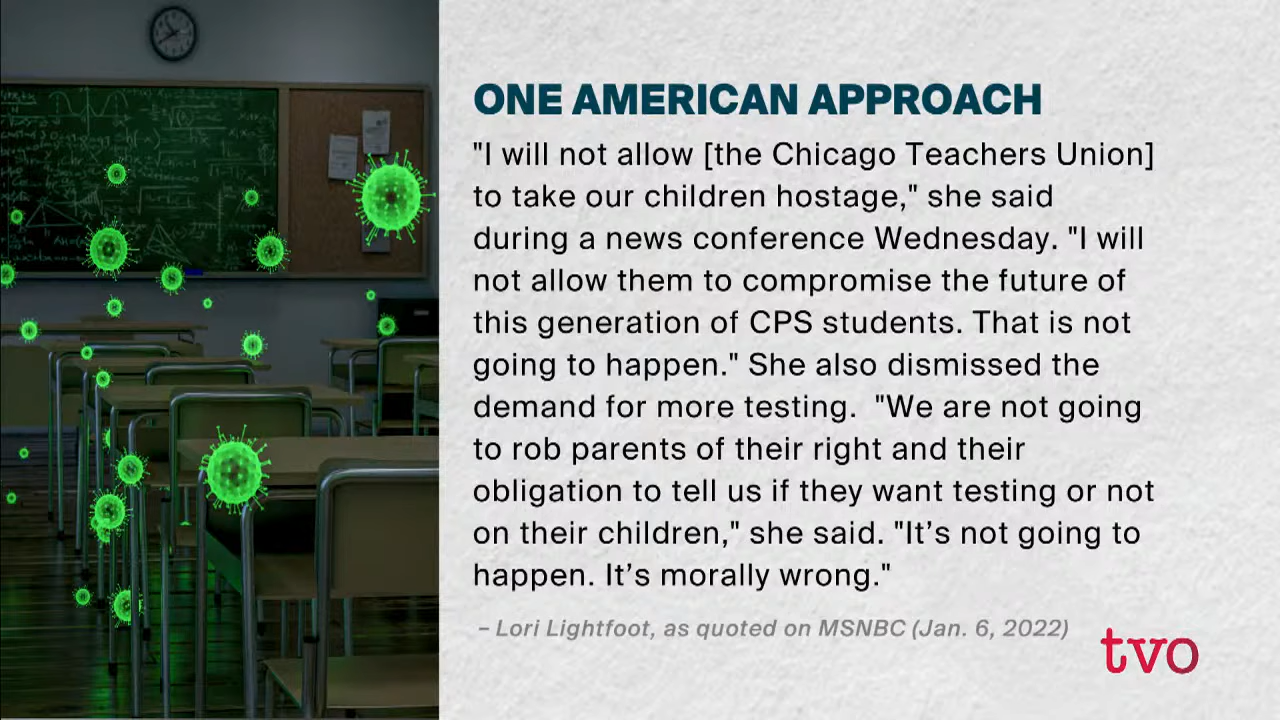 ONE AMERICAN APPROACH
"I will not allow [the Chicago Teachers Union]
to take our children hostage," she said
during a news conference Wednesday. "I will
not allow them to compromise the future of
this generation of CPS students. That is not
going to happen." She also dismissed the
demand for more testing.  "We are not going
to rob parents of their right and their
obligation to tell us if they want testing or not
on their children," she said. "It’s not going to
happen. It’s morally wrong."
– Lori Lightfoot, as quoted on MSNBC (Jan. 6, 2022)
tvo